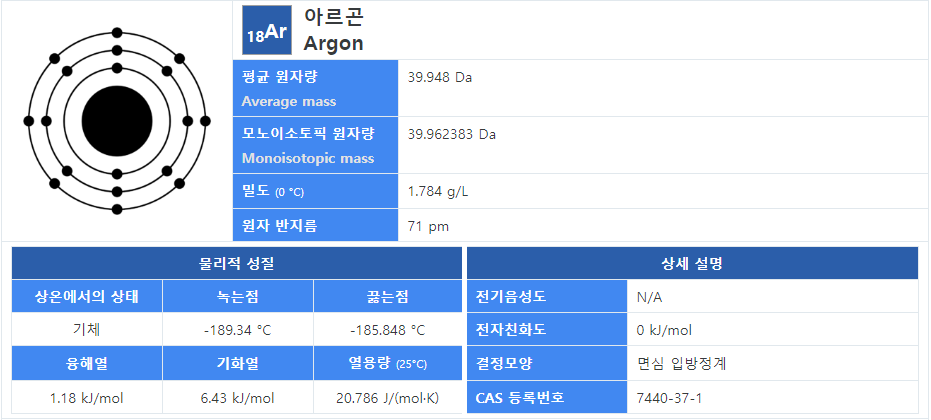 18Ar
아르곤
Argon
평균 원자량
Average mass
39.948 Da
모노이소토픽 원자량
Monoisotopic mass
39.962383 Da
밀도 (0 °C)
1.784 g/L
원자 반지름
71 pm
물리적 성질
상온에서의 상태 녹는점 끓는점
기체 -189.34 °C -185.848 °C
융해열 기화열 열용량 (25°C)
1.18 kJ/mol 6.43 kJ/mol 20.786 J/(mol·K)
상세 설명
전기음성도 N/A
전자친화도 0 kJ/mol
결정모양 면심 입방정계
CAS 등록번호 7440-37-1